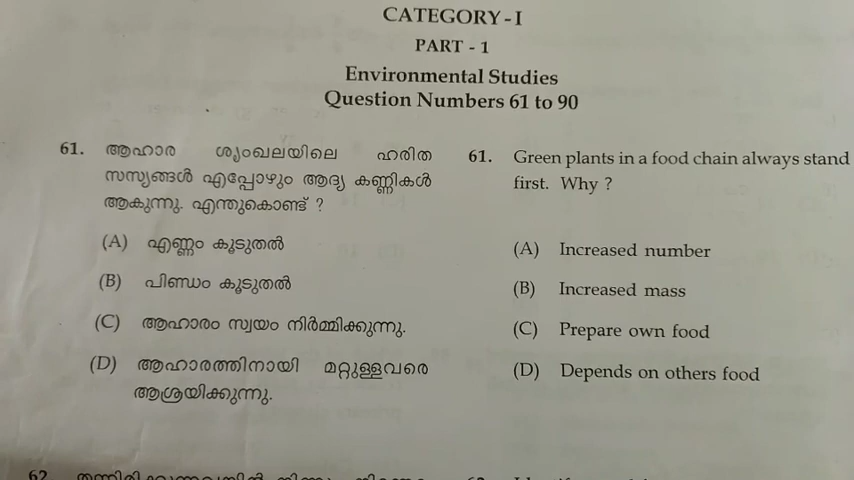 CATEGORY - I
PART - 1
Environmental Studies
Question Numbers 61 to 90
61. ആഹാര ശൃംഖലയിലെ ഹരിത
സസ്യങ്ങൾ എപ്പോഴും ആദ്യ കണ്ണികൾ
ആകുന്നു. എന്തുകൊണ്ട് ?
(A) എണ്ണം കൂടുതൽ
(B) പിണ്ഡം കൂടുതൽ
(C) ആഹാരം സ്വയം നിർമ്മിക്കുന്നു.
(D) ആഹാരത്തിനായി മറ്റുള്ളവരെ
ആശ്രയിക്കുന്നു.
61. Green plants in a food chain always stand
first. Why ?
(A) Increased number
(B) Increased mass
(C) Prepare own food
(D) Depends on others food
62